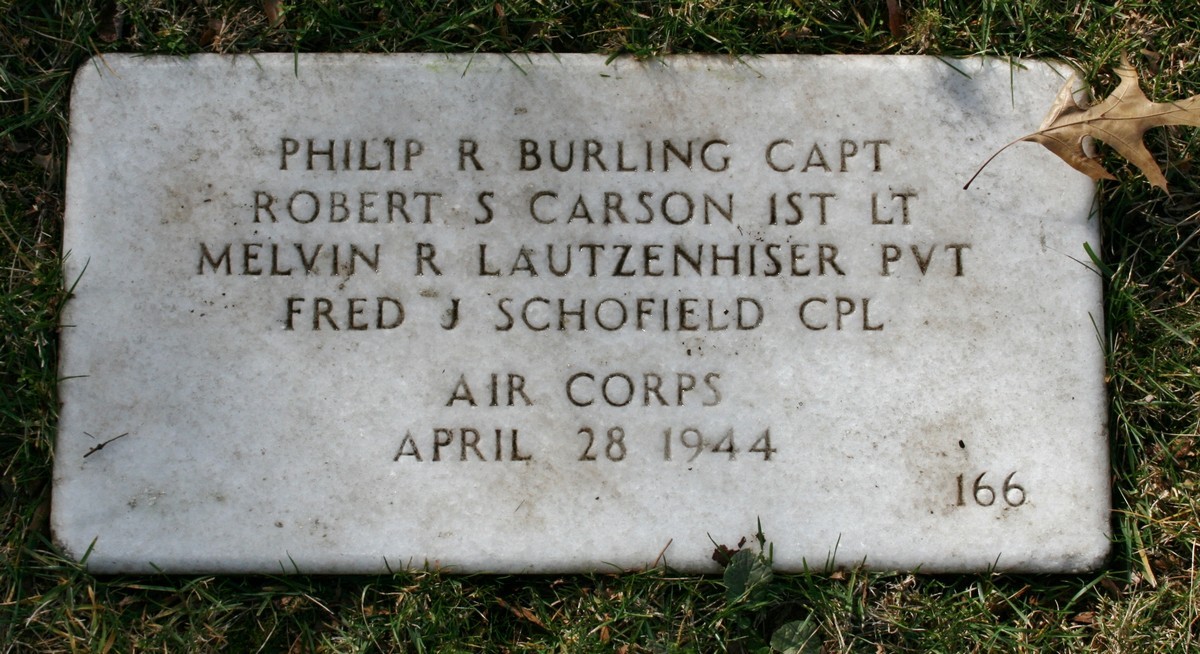 PHILIP R BURLING CAPT
ROBERT S CARSON 1ST LT
MELVIN R LAUTZENHISER PVT
FRED J SCHOFIELD CPL
AIR CORPS
APRIL 28 1944
166